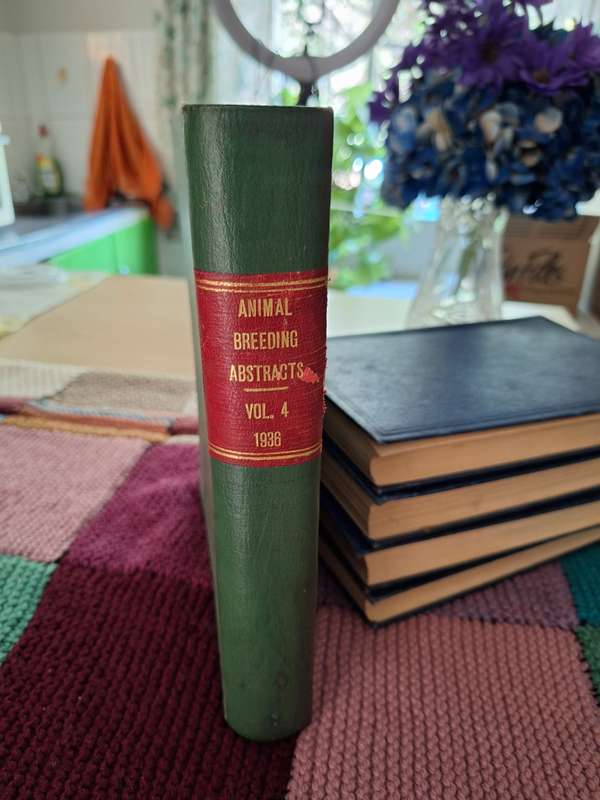 ANIMAL
BREEDING
ABSTRACTS
VOL. 4
1936